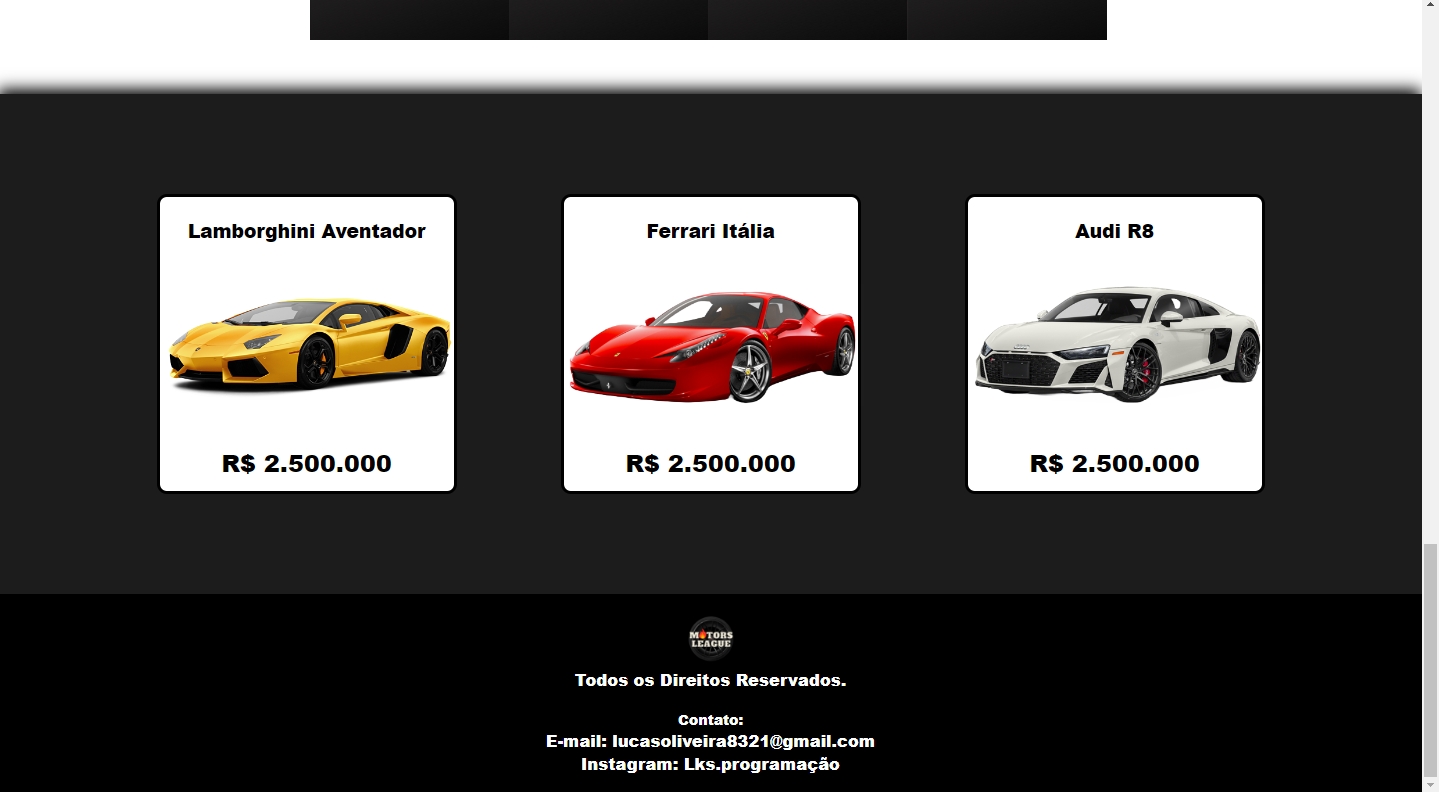 Lamborghini Aventador
Ferrari Itália
Audi R8
R$ 2.500.000
R$ 2.500.000
R$ 2.500.000
MOTORS
LEAGUE
Todos os Direitos Reservados.
Contato:
E-mail: lucasoliveira8321@gmail.com
Instagram: Lks.programação